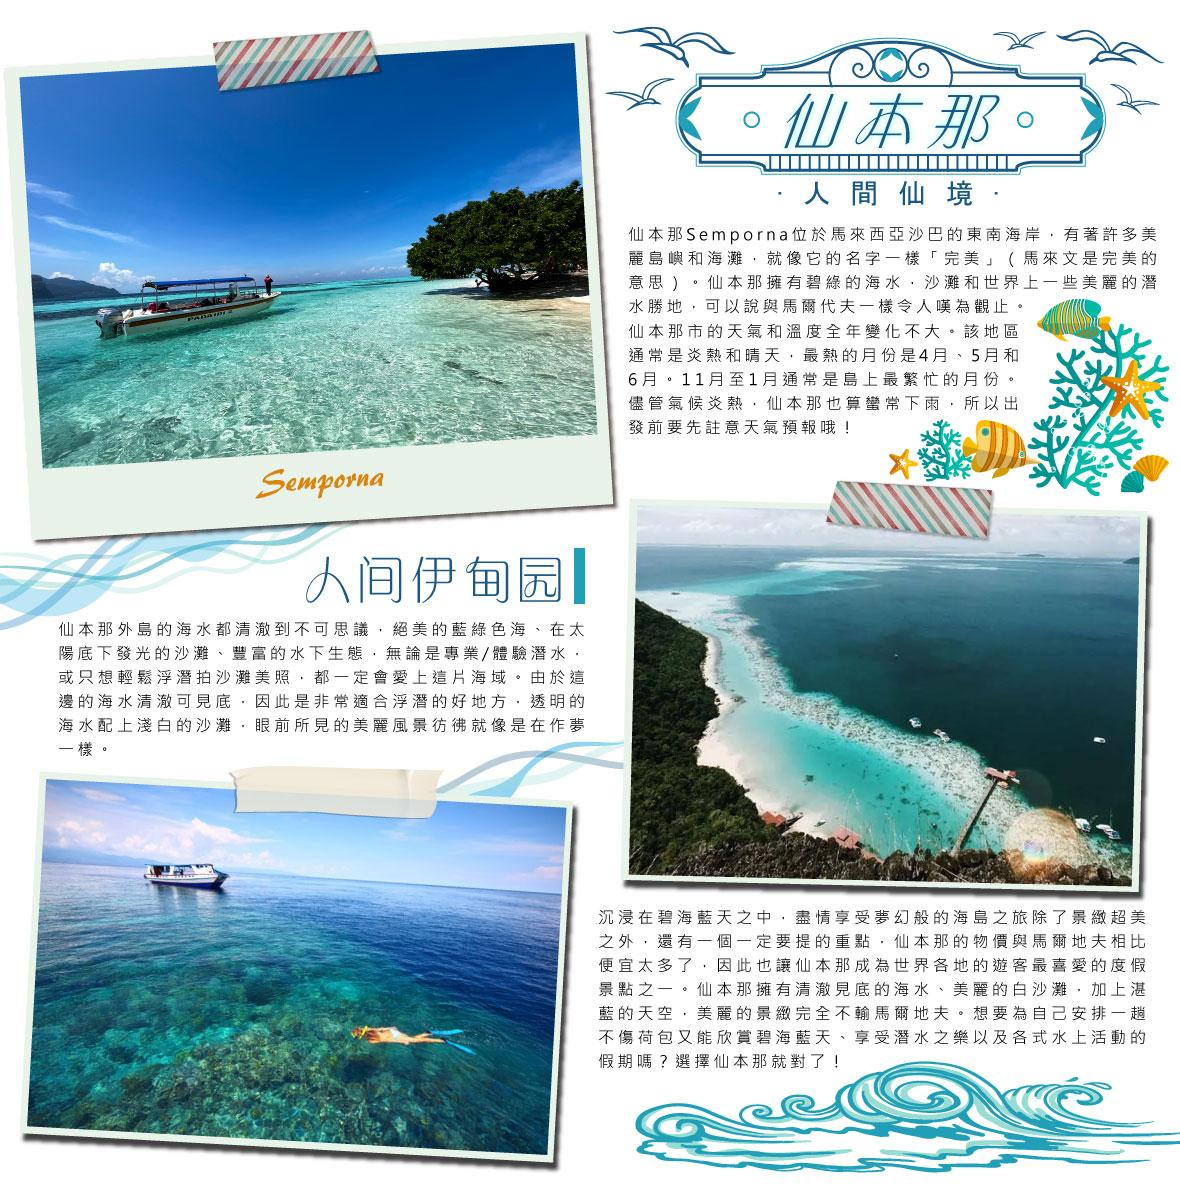 仙本那
·人間仙境·
仙本那Semporna位於馬來西亞沙巴的東南海岸，有著許多美
麗島嶼和海灘，就像它的名字一樣「完美」（馬來文是完美的
意思）。仙本那擁有碧綠的海水，沙灘和世界上一些美麗的潛
水勝地，可以說與馬爾代夫一樣令人嘆為觀止。
仙本那市的天氣和溫度全年變化不大。該地區
通常是炎熱和晴天，最熱的月份是4月、5月和
6月。11月至1月通常是島上最繁忙的月份。
儘管氣候炎熱，仙本那也算蠻常下雨，所以出
發前要先註意天氣預報哦！
PADAIDI 2
Semporna
人间伊甸园
仙本那外島的海水都清澈到不可思議，絕美的藍綠色海、在太
陽底下發光的沙灘、豐富的水下生態，無論是專業/體驗潛水，
或只想輕鬆浮潛拍沙灘美照，都一定會愛上這片海域。由於這
邊的海水清澈可見底，因此是非常適合浮潛的好地方，透明的
海水配上淺白的沙灘，眼前所見的美麗風景彷彿就像是在作夢
一樣。
沉浸在碧海藍天之中，盡情享受夢幻般的海島之旅除了景緻超美
之外，還有一個一定要提的重點，仙本那的物價與馬爾地夫相比
便宜太多了，因此也讓仙本那成為世界各地的遊客最喜愛的度假
景點之一。仙本那擁有清澈見底的海水、美麗的白沙灘，加上湛
藍的天空，美麗的景緻完全不輸馬爾地夫。想要為自己安排一趟
不傷荷包又能欣賞碧海藍天、享受潛水之樂以及各式水上活動的
假期嗎？選擇仙本那就對了！